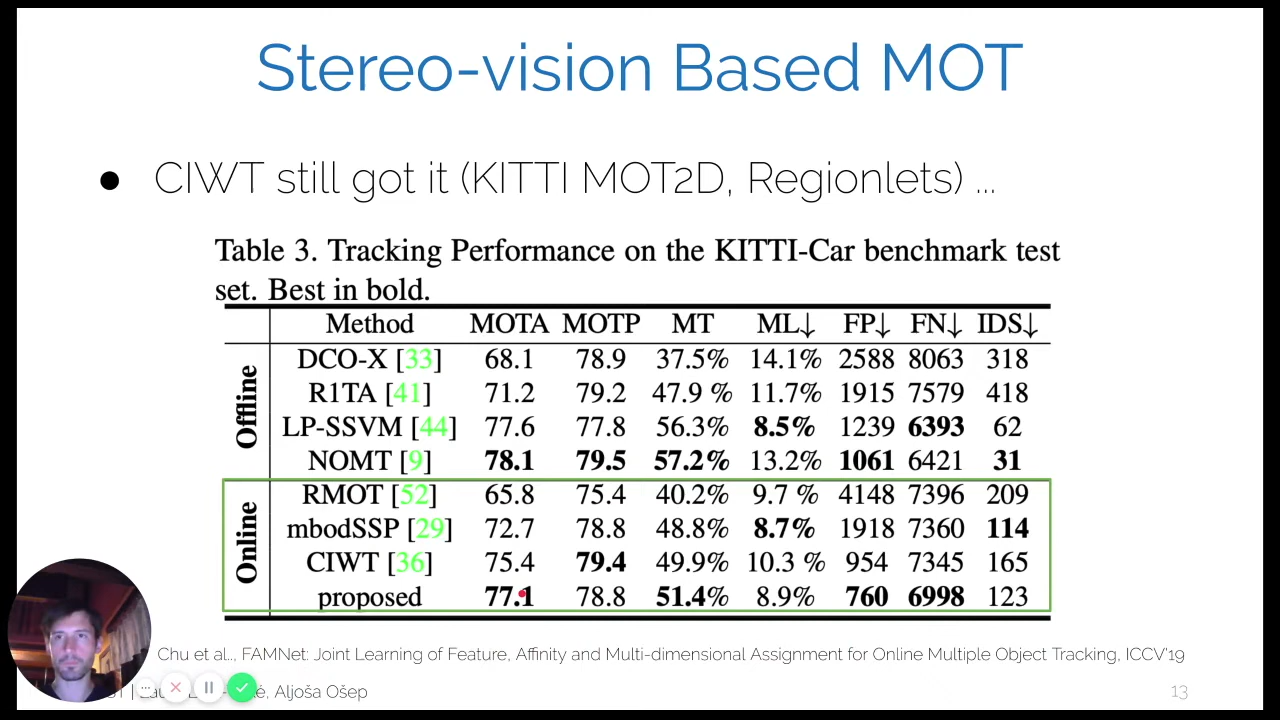 Stereo-vision Based MOT
● CIWT still got it (KITTI MOT2D, Regionlets) ...
Table 3. Tracking Performance on the KITTI-Car benchmark test
set. Best in bold.
Method MOTA MOTP MT ML↓ FP↓ FN↓ IDS↓
Offline
DCO-X [33] 68.1 78.9 37.5% 14.1% 2588 8063 318
R1TA [41] 71.2 79.2 47.9 % 11.7% 1915 7579 418
LP-SSVM [44] 77.6 77.8 56.3% 8.5% 1239 6393 62
NOMT [9] 78.1 79.5 57.2% 13.2% 1061 6421 31
Online
RMOT [52] 65.8 75.4 40.2% 9.7 % 4148 7396 209
mbodSSP [29] 72.7 78.8 48.8% 8.7% 1918 7360 114
CIWT [36] 75.4 79.4 49.9% 10.3 % 954 7345 165
proposed 77.1 78.8 51.4% 8.9% 760 6998 123
Chu et al.., FAMNet: Joint Learning of Feature, Affinity and Multi-dimensional Assignment for Online Multiple Object Tracking, ICCV'19
Aljoša Ošep
13